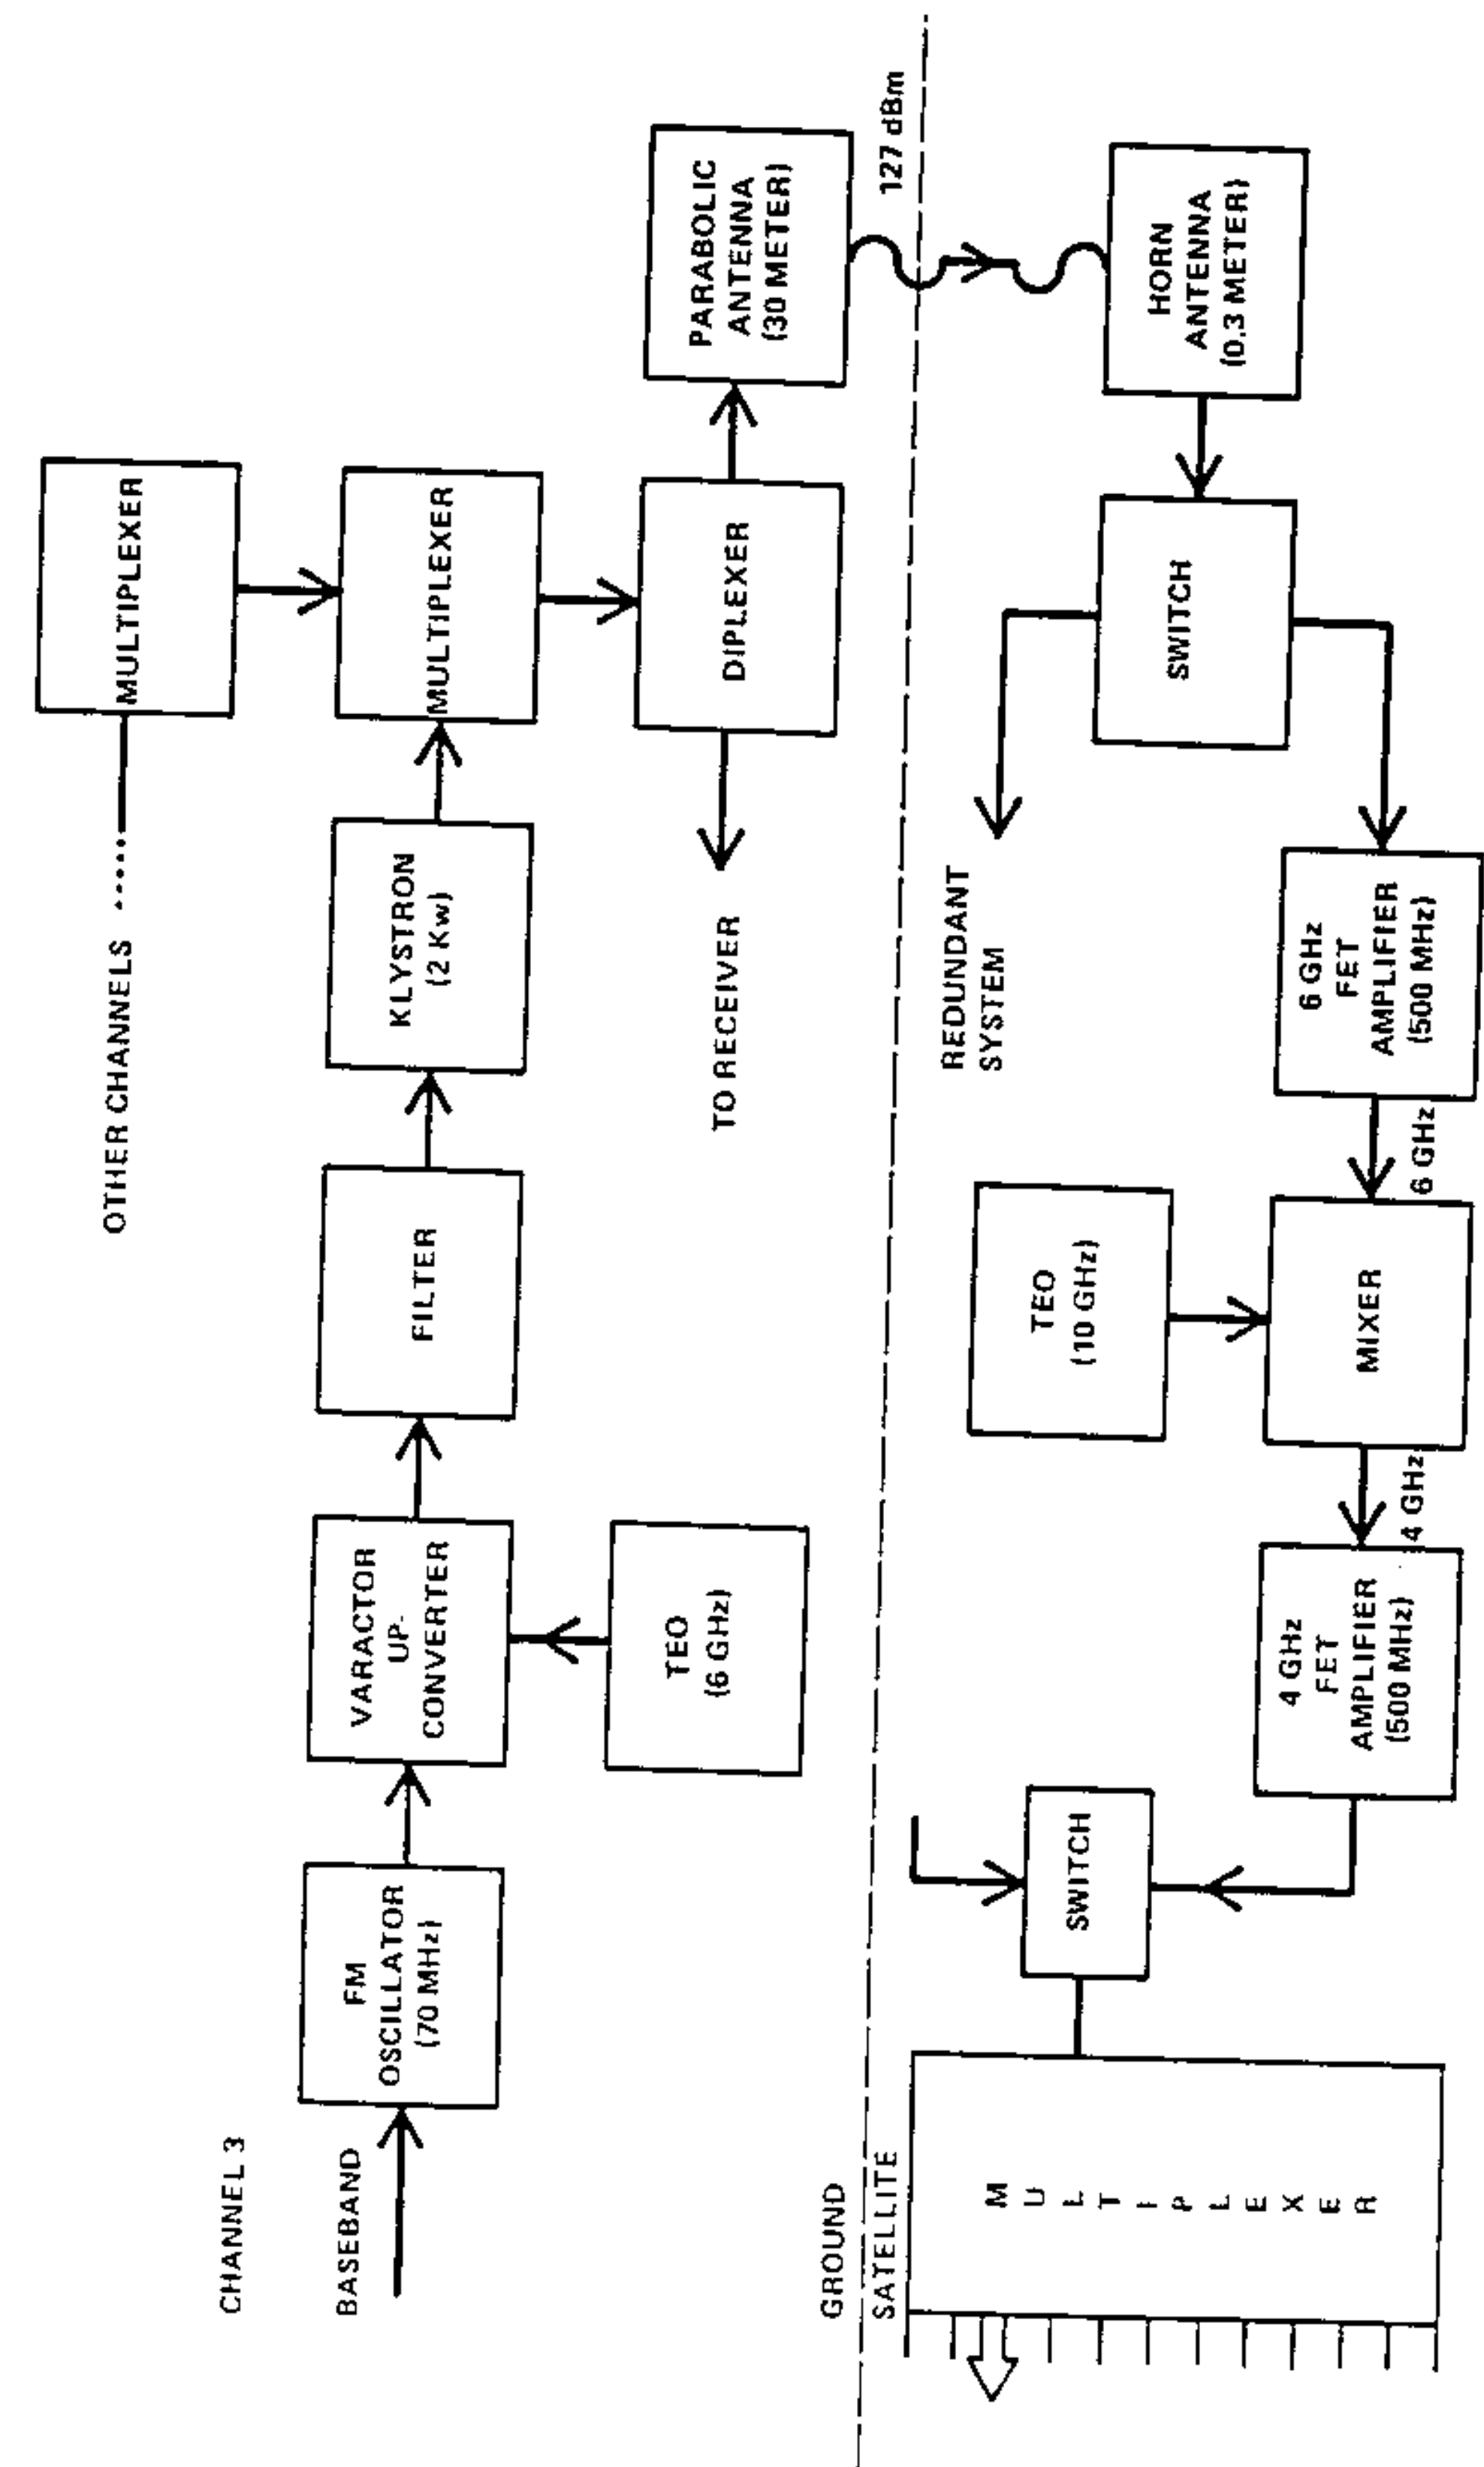 CHANNEL 3
BASEBAND
FM
OSCILLATOR
(70 MHz)
VARACTOR
UP-
CONVERTER
TEO
(6 GHz)
FILTER
KLYSTRON
(2 Kw)
OTHER CHANNELS .....
MULTIPLEXER
MULTIPLEXER
DIPLEXER
TO RECEIVER
PARABOLIC
ANTENNA
(30 METER)
127 dBm
GROUND
SATELLITE
HORN
ANTENNA
(0.3 METER)
SWITCH
REDUNDANT
SYSTEM
6 GHz
FET
AMPLIFIER
(500 MHz)
6 GHz
TEO
(10 GHz)
MIXER
4 GHz
4 GHz
FET
AMPLIFIER
(500 MHz)
SWITCH
MULTIPLEXER